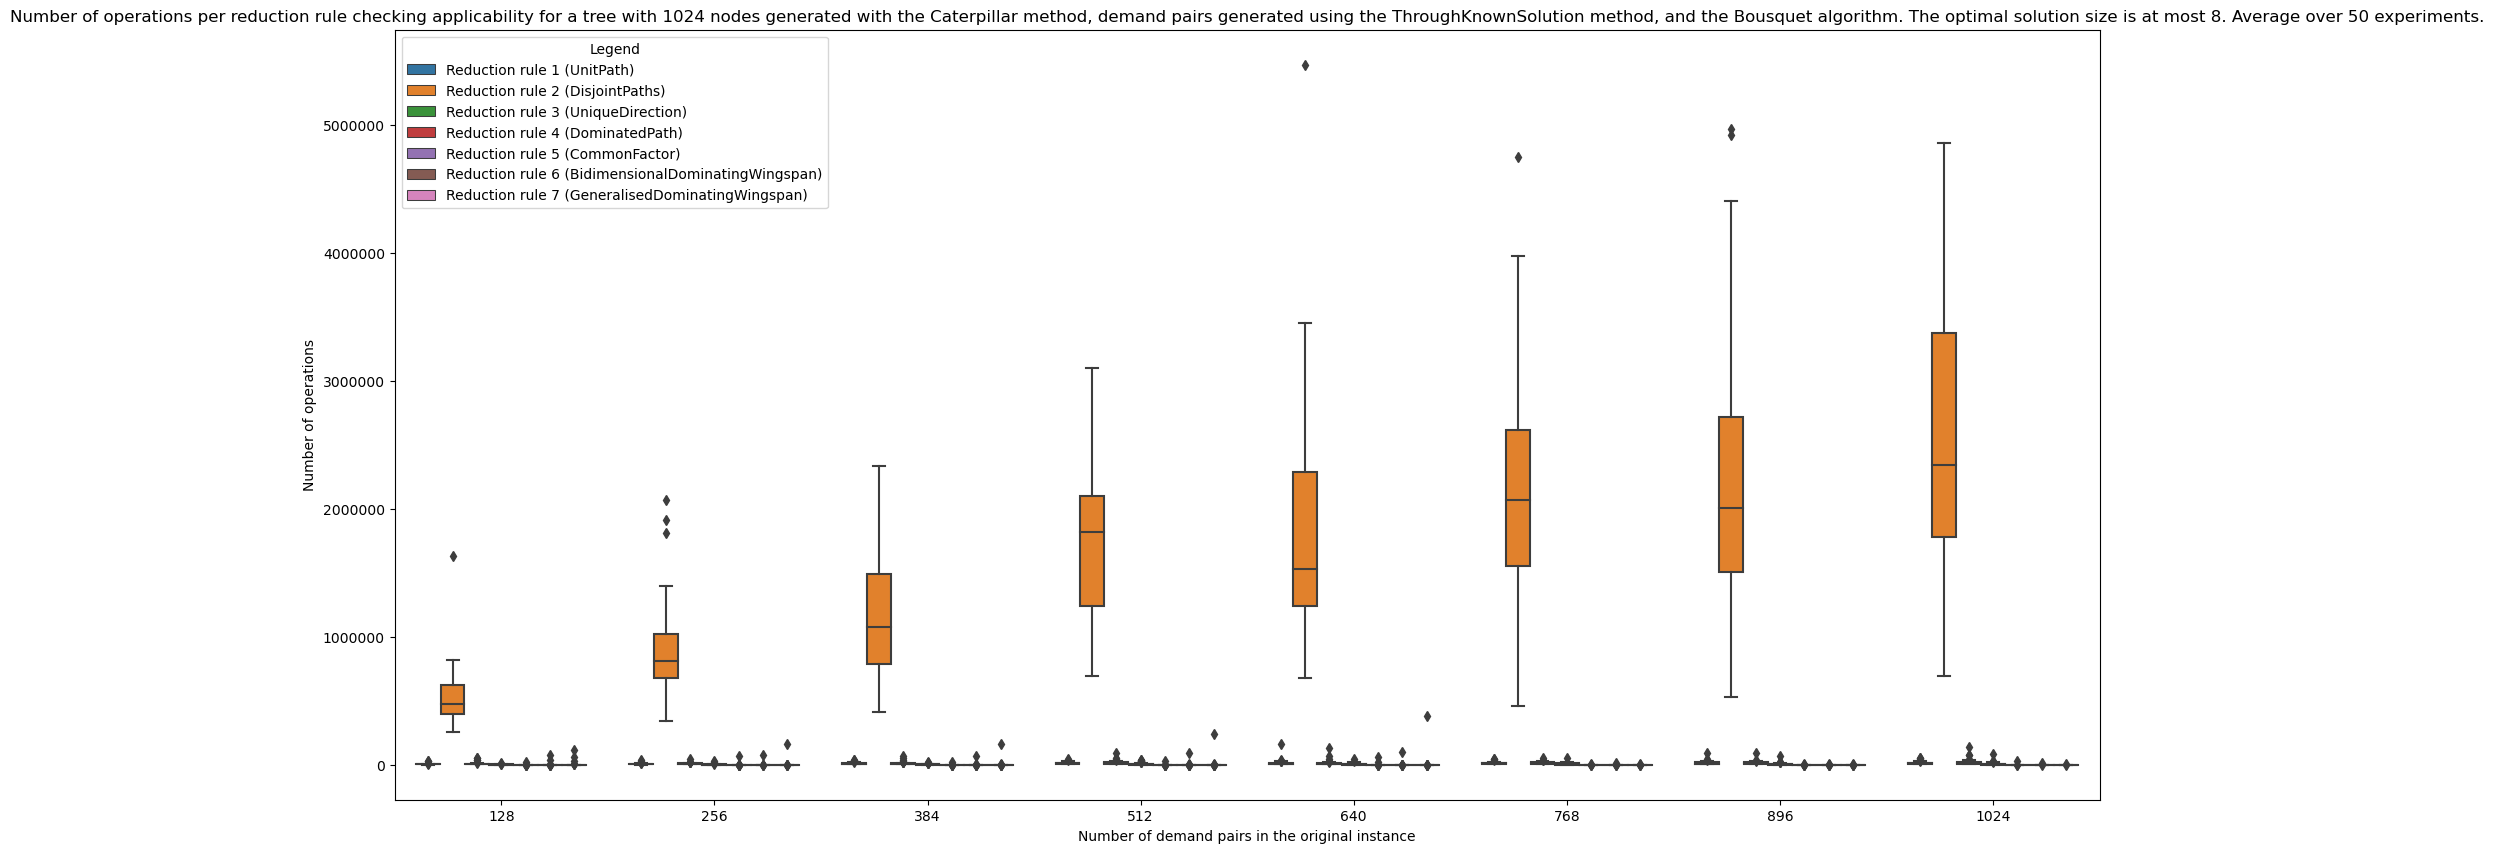 Number of operations per reduction rule checking applicability for a tree with 1024 nodes generated with the Caterpillar method, demand pairs generated using the ThroughKnownSolution method, and the Bousquet algorithm. The optimal solution size is at most 8. Average over 50 experiments.
Legend
Reduction rule 1 (UnitPath)
Reduction rule 2 (DisjointPaths)
Reduction rule 3 (UniqueDirection)
Reduction rule 4 (DominatedPath)
Reduction rule 5 (CommonFactor)
Reduction rule 6 (BidimensionalDominatingWingspan)
Reduction rule 7 (GeneralisedDominatingWingspan)
Number of operations
5000000
4000000
3000000
2000000
1000000
0
128 256 384 512 640 768 896 1024
Number of demand pairs in the original instance